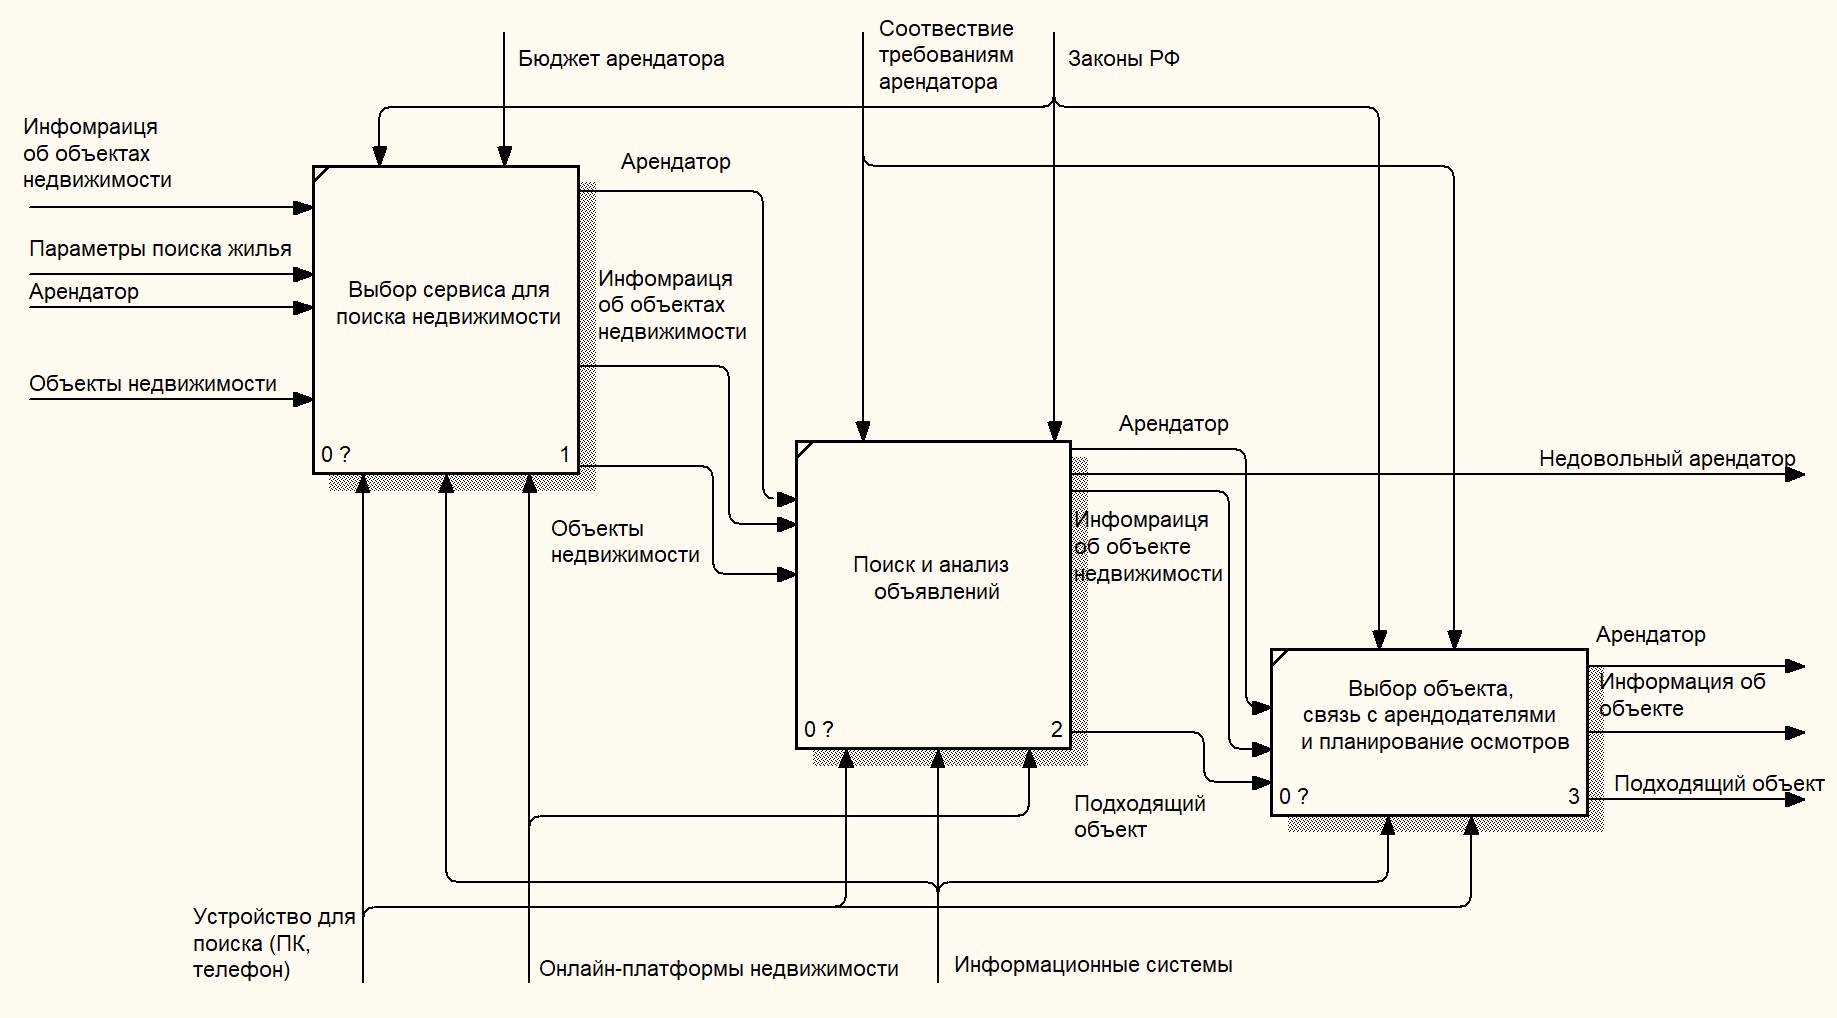 Бюджет арендатора
Соотвествие
требованиям
арендатора
Законы РФ
Инфомраиця
об объектах
недвижимости
Параметры поиска жилья
Арендатор
Объекты недвижимости
Выбор сервиса для
поиска недвижимости
0 ?
1
Арендатор
Инфомраиця
об объектах
недвижимости
Объекты
недвижимости
Поиск и анализ
объявлений
0 ?
2
Арендатор
Недовольный арендатор
Инфомраиця
об объекте
недвижимости
Подходящий
объект
Выбор объекта,
связь с арендодателями
и планирование осмотров
0 ?
3
Арендатор
Информация об
объекте
Подходящий объект
Устройство для
поиска (ПК,
телефон)
Онлайн-платформы недвижимости
Информационные системы